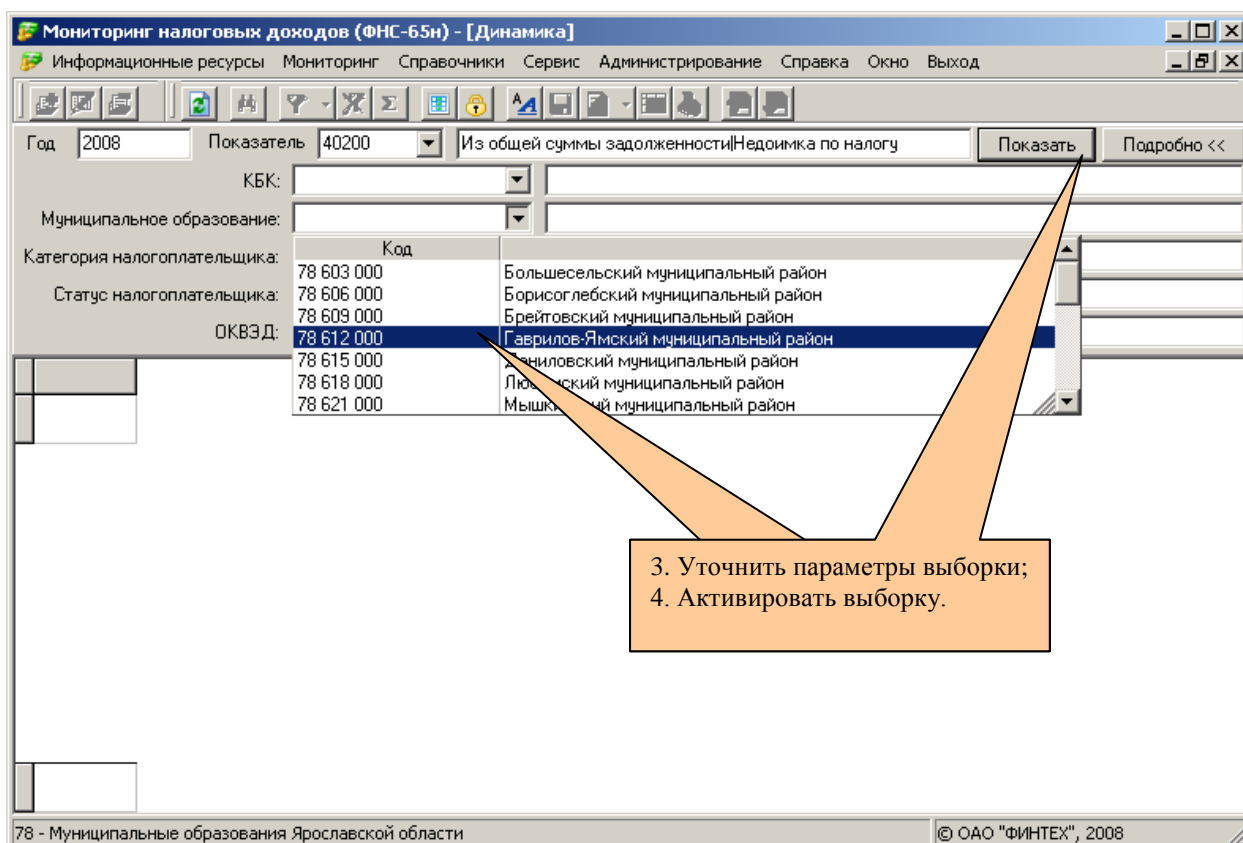 Мониторинг налоговых доходов (ФНС-65н) - [Динамика]
Информационные ресурсы Мониторинг Справочники Сервис Администрирование Справка Окно Выход
Год 2008 Показатель 40200 Из общей суммы задолженности|Недоимка по налогу Показать Подробно <<
КБК:
Муниципальное образование:
Категория налогоплательщика:
Статус налогоплательщика:
ОКВЭД:
Код
78 603 000 Большесельский муниципальный район
78 606 000 Борисоглебский муниципальный район
78 609 000 Брейтовский муниципальный район
78 612 000 Гаврилов-Ямский муниципальный район
78 615 000 муниципальный район
78 618 000 муниципальный район
78 621 000 муниципальный район
3. Уточнить параметры выборки;
4. Активировать выборку.
78 - Муниципальные образования Ярославской области
© ОАО "ФИНТЕХ", 2008